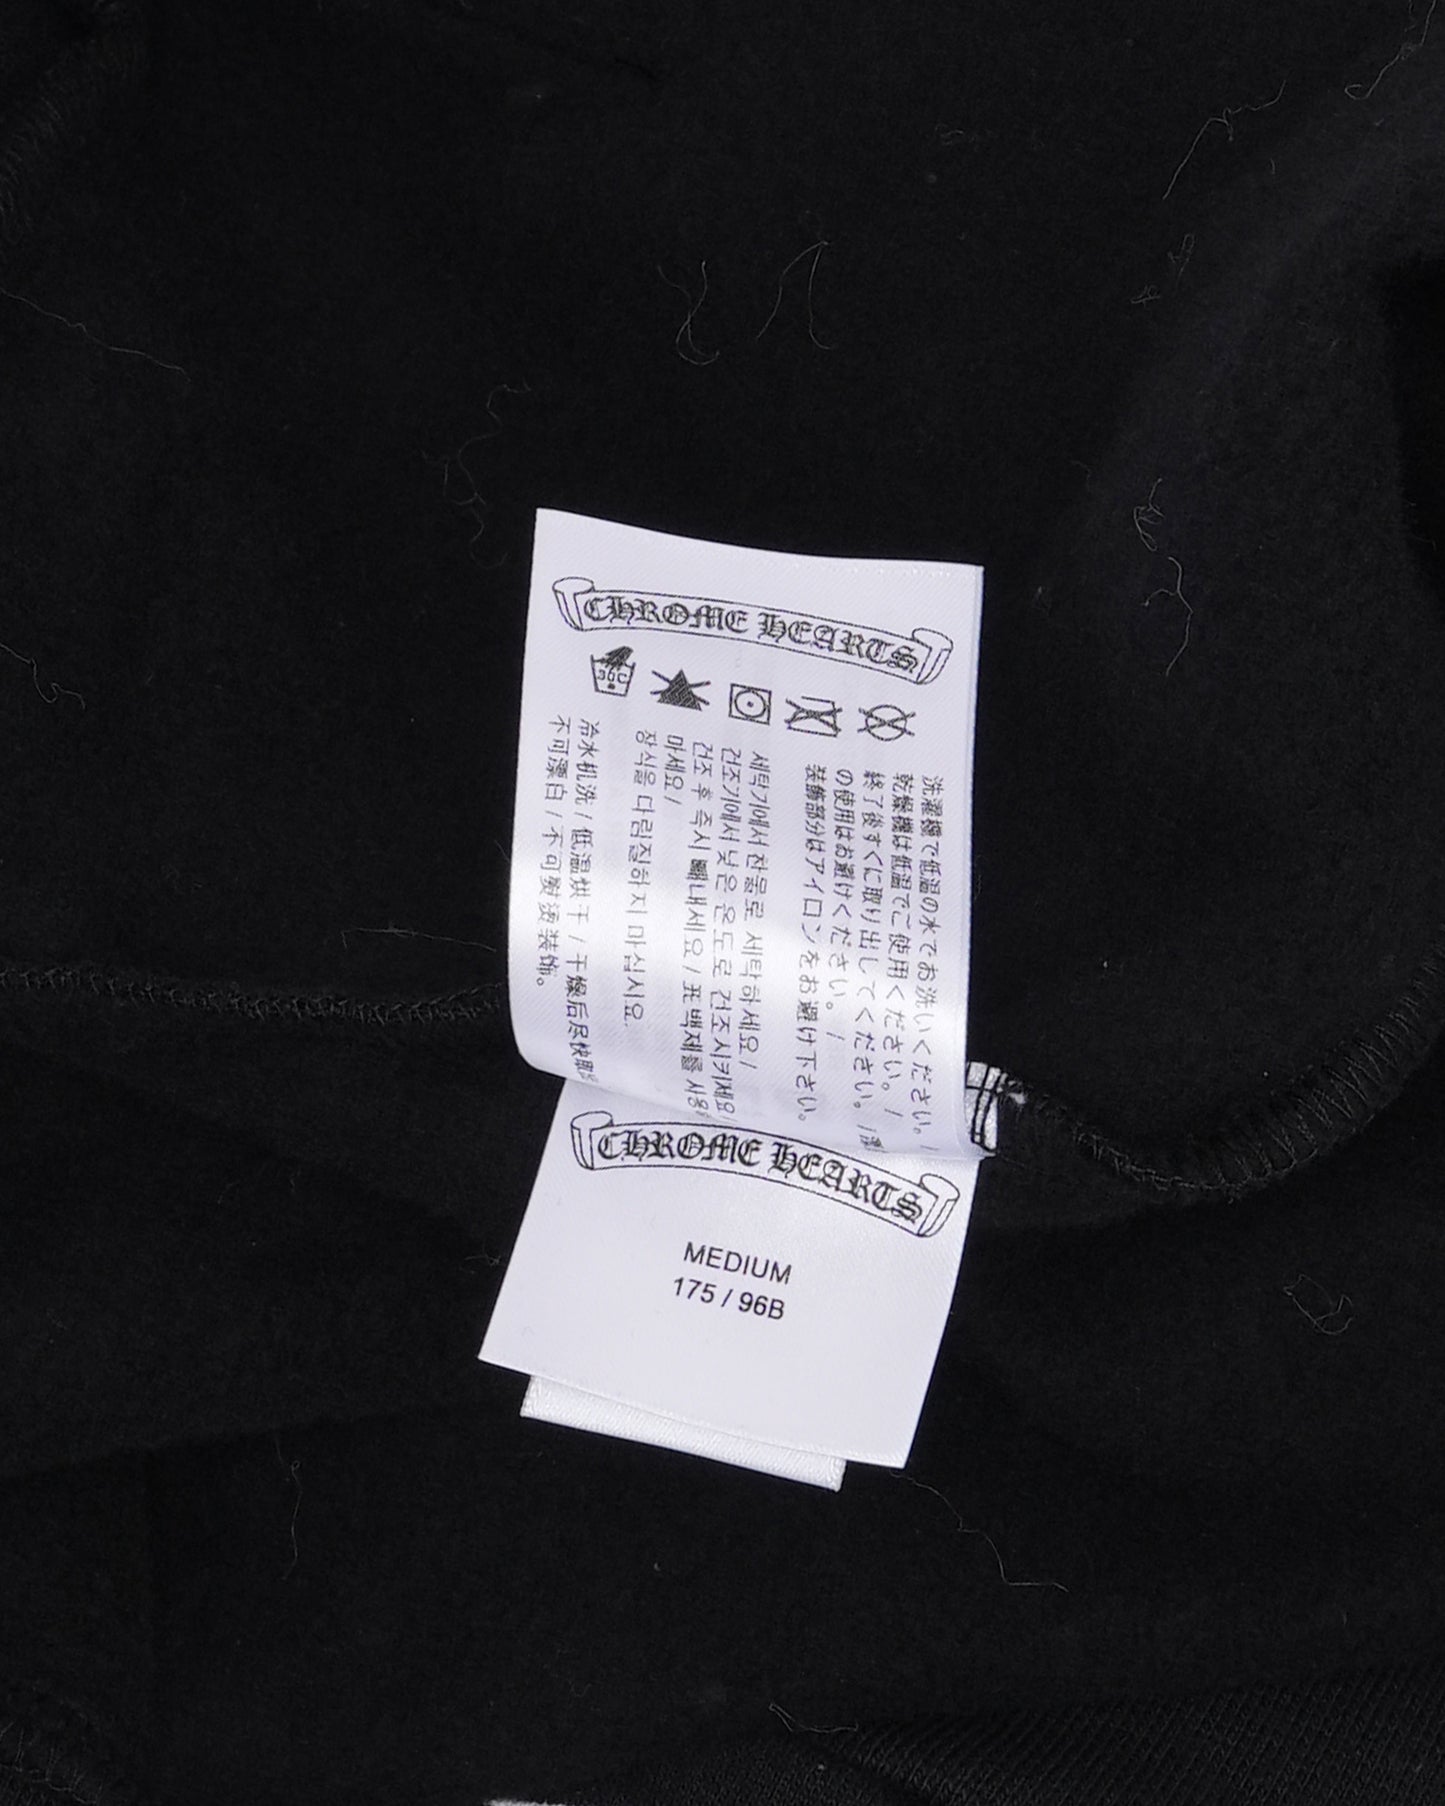 CHROME HEARTS
30C
洗濯機で低温の水でお洗いください。/
乾燥機は低温でご使用ください。/
終了後すぐに取り出してください。/漂
の使用はお避けください。/
装飾部分はアイロンをお避け下さい。
세탁기에서 찬물로 세탁하세요/
건조기에서 낮은 온도로 건조시키세요/
건조 후 즉시 빼내세요/표백제를 사용
마세요/
장식을 다림질하지 마십시오.
冷水机洗/低温烘干/干燥后尽快
不可漂白/不可熨烫装饰。
CHROME HEARTS
MEDIUM
175 / 96B